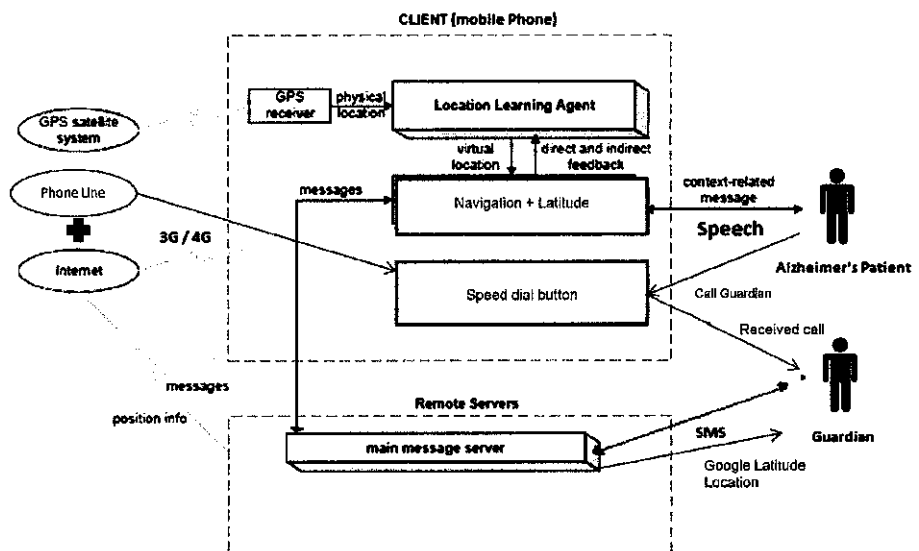 CLIENT (mobile Phone)
GPS
receiver
physical
location
Location Learning Agent
GPS satellite
system
virtual
location
direct and indirect
feedback
Phone Line
messages
Navigation + Latitude
context-related
message
Speech
3G / 4G
Internet
Alzheimer's Patient
Speed dial button
Call Guardian
Received call
messages
position info
Remote Servers
main message server
SMS
Guardian
Google Latitude
Location